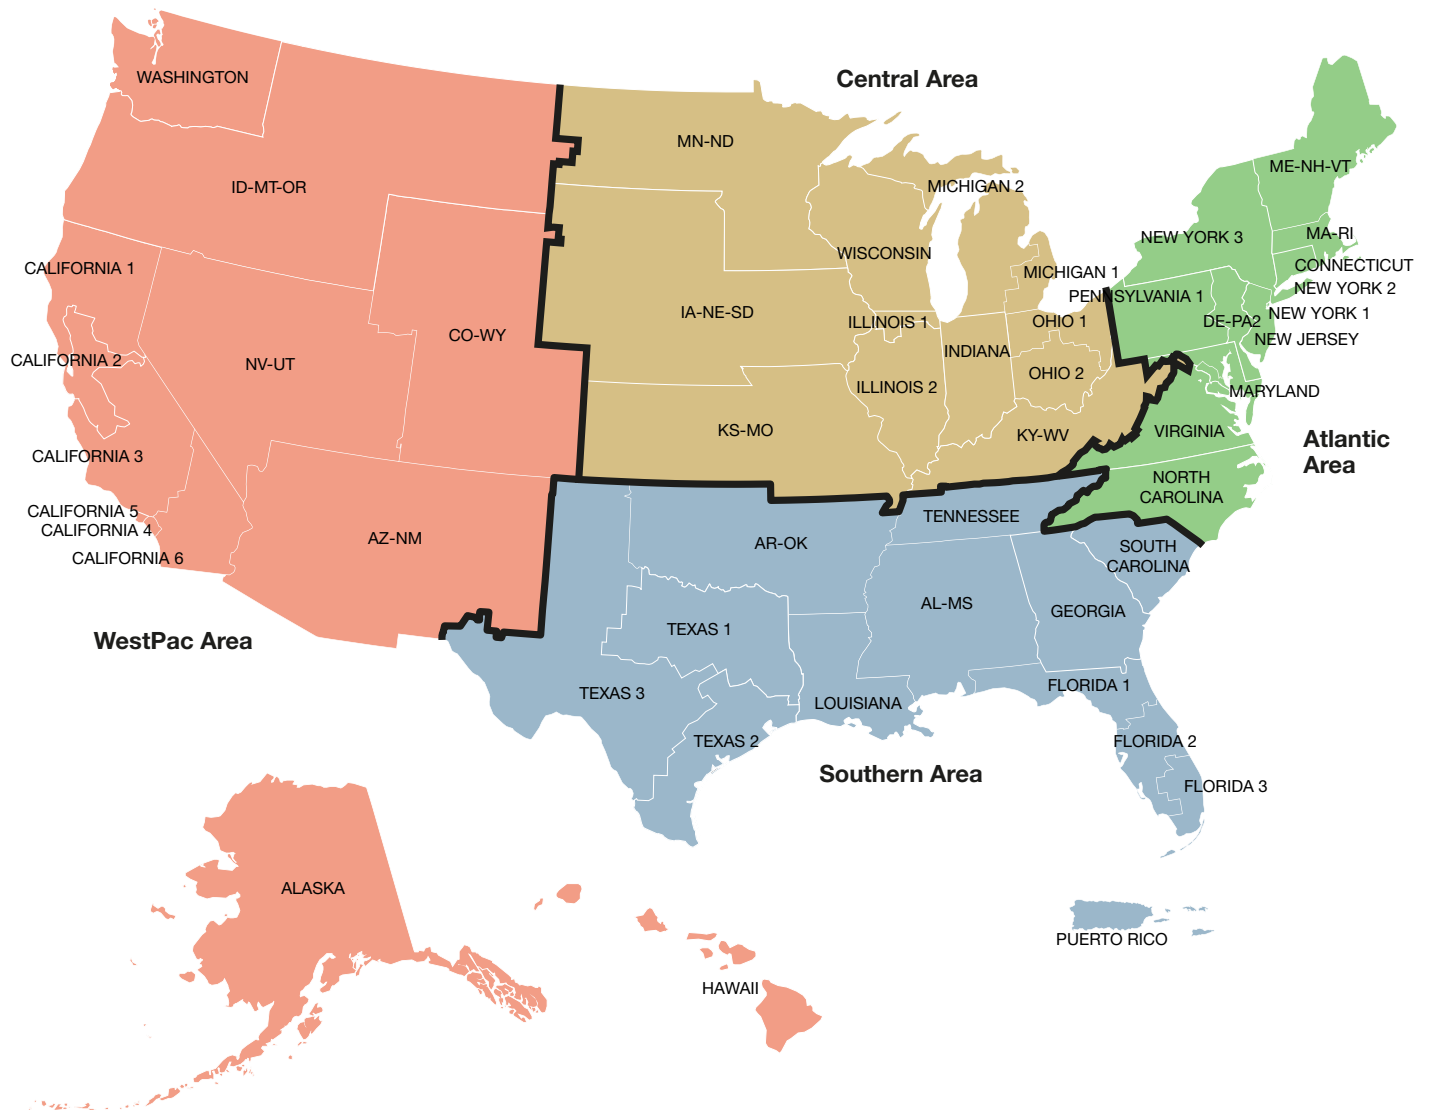 Central Area
WASHINGTON
MN-ND
ME-NH-VT
ID-MT-OR
MICHIGAN 2
NEW YORK 3
MA-RI
WISCONSIN
CALIFORNIA 1
MICHIGAN 1
CONNECTICUT
PENNSYLVANIA 1
NEW YORK 2
IA-NE-SD
ILLINOIS 1
OHIO 1
DE-PA2
NEW YORK 1
CO-WY
NEW JERSEY
CALIFORNIA 2
NV-UT
INDIANA
OHIO 2
ILLINOIS 2
MARYLAND
KS-MO
KY-WV
VIRGINIA
Atlantic
Area
CALIFORNIA 3
NORTH
CAROLINA
CALIFORNIA 5
CALIFORNIA 4
TENNESSEE
CALIFORNIA 6
AZ-NM
AR-OK
SOUTH
CAROLINA
AL-MS
GEORGIA
WestPac Area
TEXAS 1
TEXAS 3
LOUISIANA
FLORIDA 1
TEXAS 2
FLORIDA 2
Southern Area
FLORIDA 3
ALASKA
PUERTO RICO
HAWAII